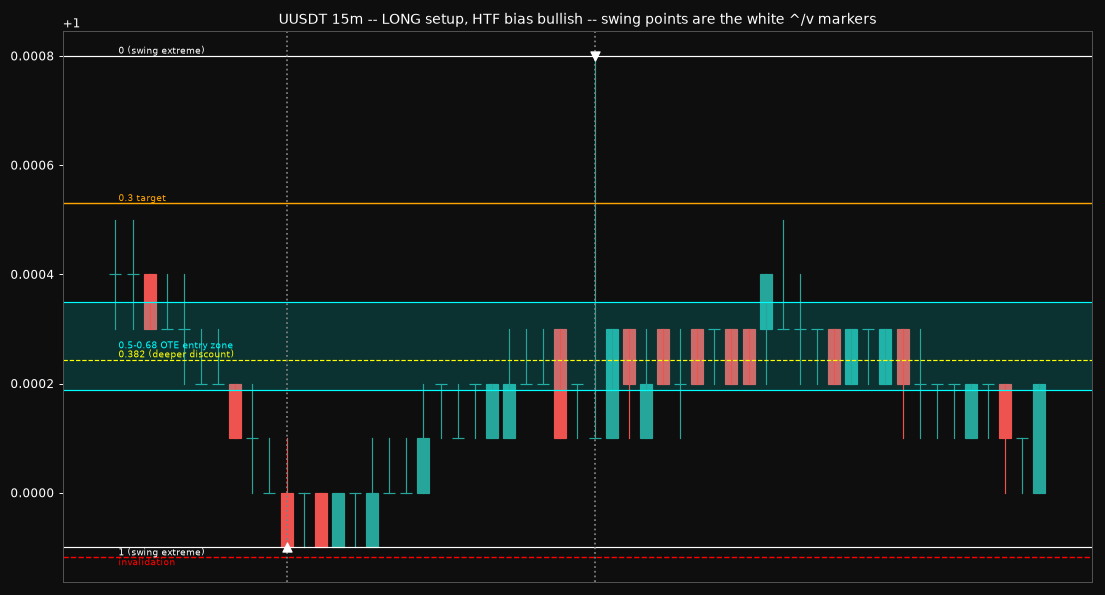 UUSDT 15m -- LONG setup, HTF bias bullish -- swing points are the white ^/v markers
+1
0 (swing extreme)
0.0008
0.0006
0.3 target
0.0004
0.5-0.68 OTE entry zone
0.382 (deeper discount)
0.0002
0.0000
1 (swing extreme)
Invalidation